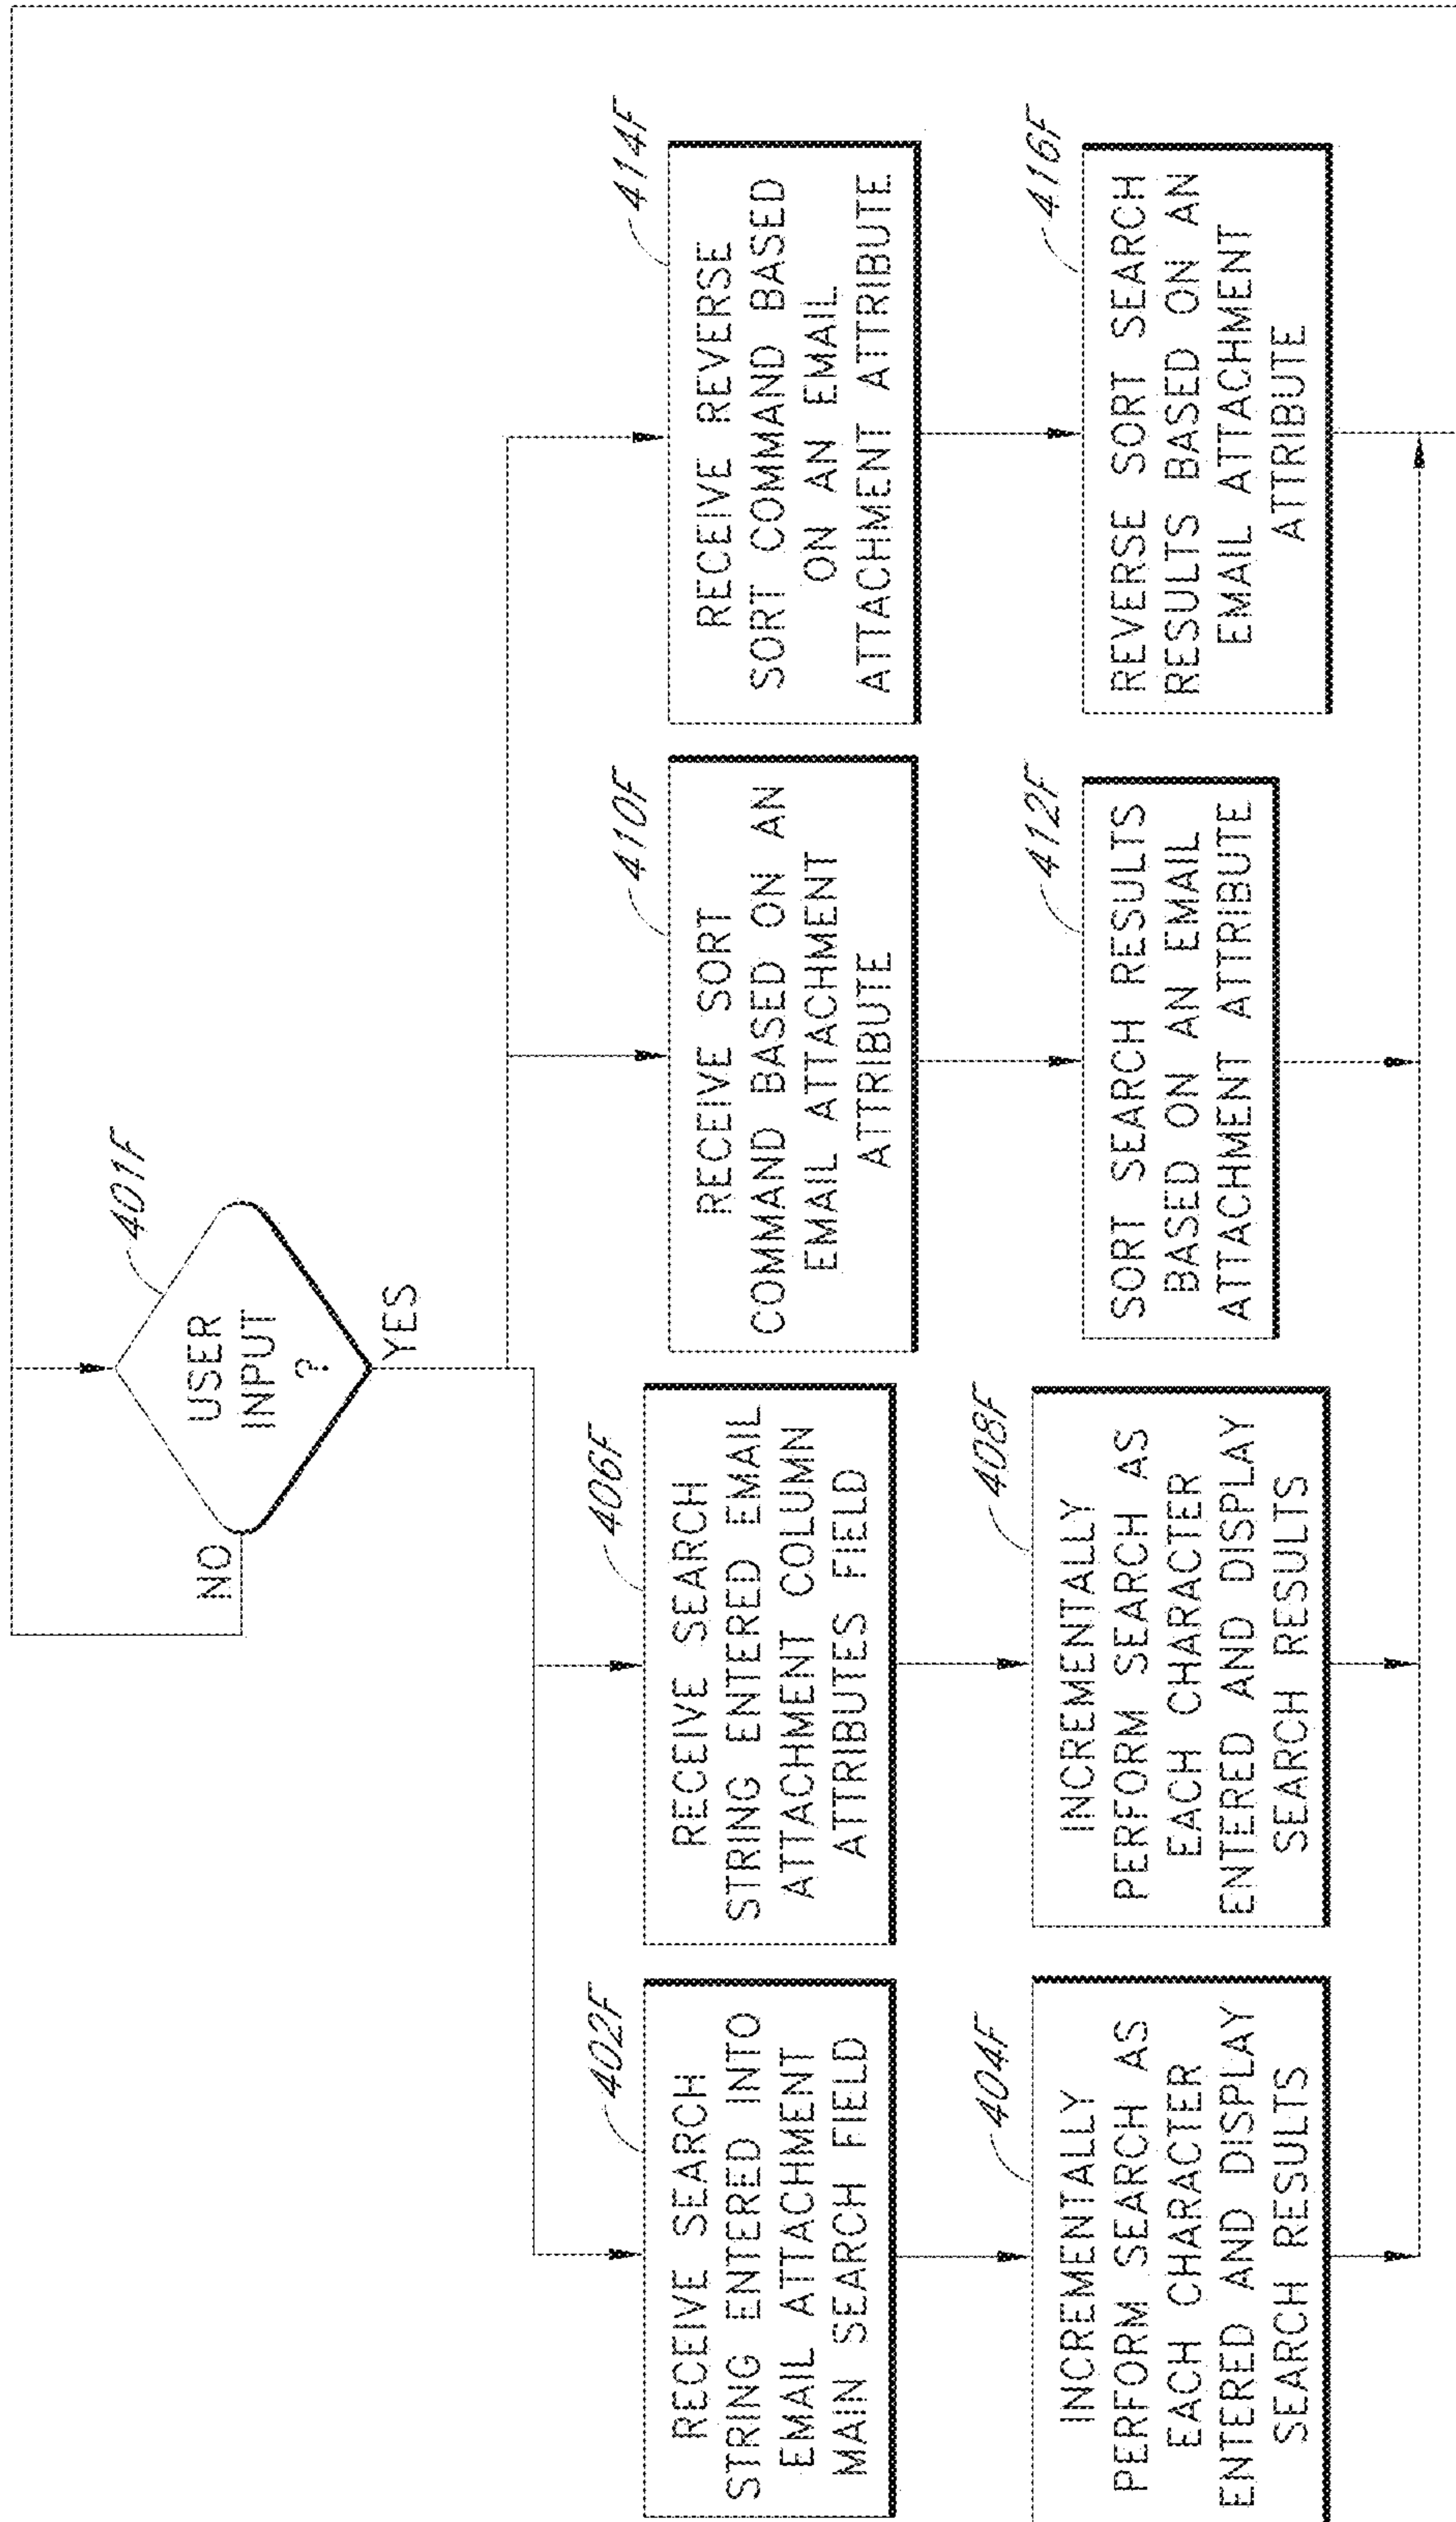 401F
USER
INPUT
?
NO
YES
402F
RECEIVE SEARCH
STRING ENTERED INTO
EMAIL ATTACHMENT
MAIN SEARCH FIELD
406F
RECEIVE SEARCH
STRING ENTERED EMAIL
ATTACHMENT COLUMN
ATTRIBUTES FIELD
410F
RECEIVE SORT
COMMAND BASED ON AN
EMAIL ATTACHMENT
ATTRIBUTE
414F
RECEIVE REVERSE
SORT COMMAND BASED
ON AN EMAIL
ATTACHMENT ATTRIBUTE
404F
INCREMENTALLY
PERFORM SEARCH AS
EACH CHARACTER
ENTERED AND DISPLAY
SEARCH RESULTS
408F
INCREMENTALLY
PERFORM SEARCH AS
EACH CHARACTER
ENTERED AND DISPLAY
SEARCH RESULTS
412F
SORT SEARCH RESULTS
BASED ON AN EMAIL
ATTACHMENT ATTRIBUTE
416F
REVERSE SORT SEARCH
RESULTS BASED ON AN
EMAIL ATTACHMENT
ATTRIBUTE